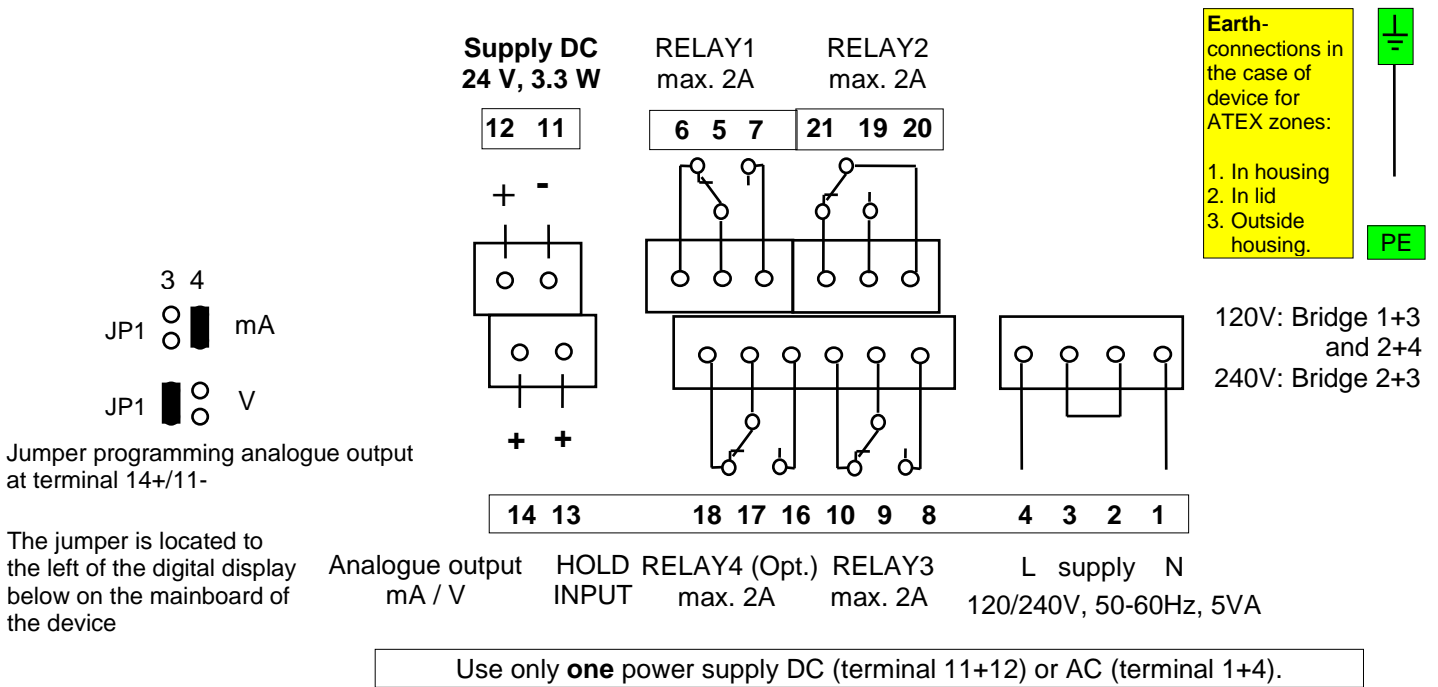 Supply DC
24 V, 3.3 W
RELAY1
max. 2A
RELAY2
max. 2A
Earth-
connections in
the case of
device for
ATEX zones:
1. In housing
2. In lid
3. Outside
housing.
PE
12 11
6 5 7
21 19 20
+ -
3 4
JP1 mA
JP1 V
Jumper programming analogue output
at terminal 14+/11-
The jumper is located to
the left of the digital display
below on the mainboard of
the device
120V: Bridge 1+3
and 2+4
240V: Bridge 2+3
+ +
14 13
18 17 16 10 9 8
4 3 2 1
Analogue output
mA / V
HOLD
INPUT
RELAY4 (Opt.)
max. 2A
RELAY3
max. 2A
L supply N
120/240V, 50-60Hz, 5VA
Use only one power supply DC (terminal 11+12) or AC (terminal 1+4).